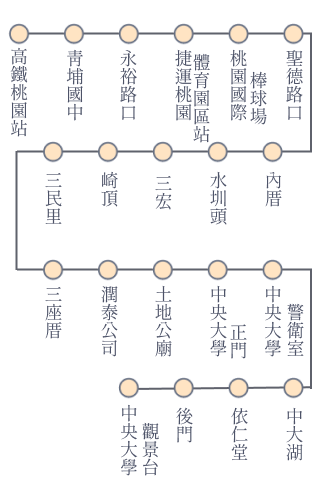 高鐵桃園站
青埔國中
永裕路口
捷運桃園
體育園區站
桃園國際
棒球場
聖德路口
三民里
崎頂
三宏
水圳頭
內厝
三座厝
潤泰公司
土地公廟
中央大學
正門
中央大學
警衛室
中央大學
觀景台
後門
依仁堂
中大湖